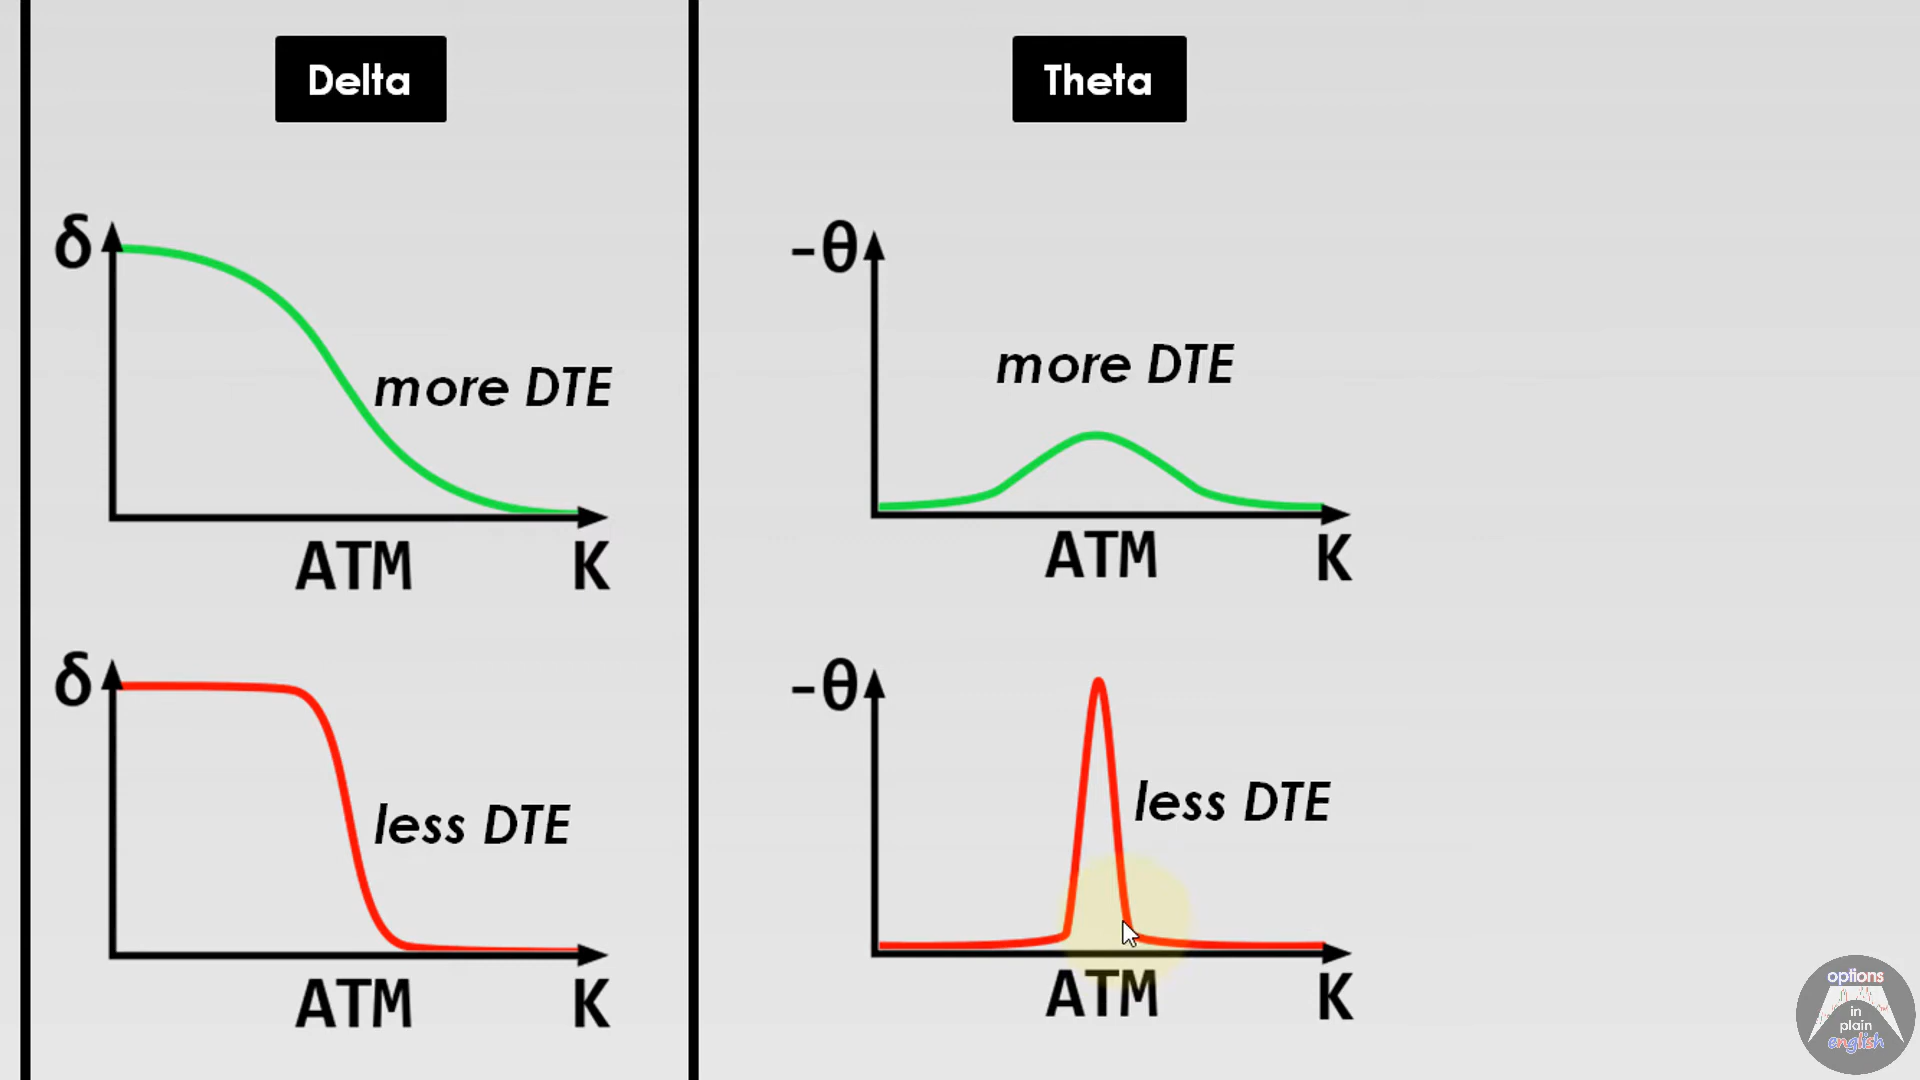 Delta
δ
more DTE
ATM
K
δ
less DTE
ATM
K
Theta
-θ
more DTE
ATM
K
-θ
less DTE
ATM
K
options
in
plain
english